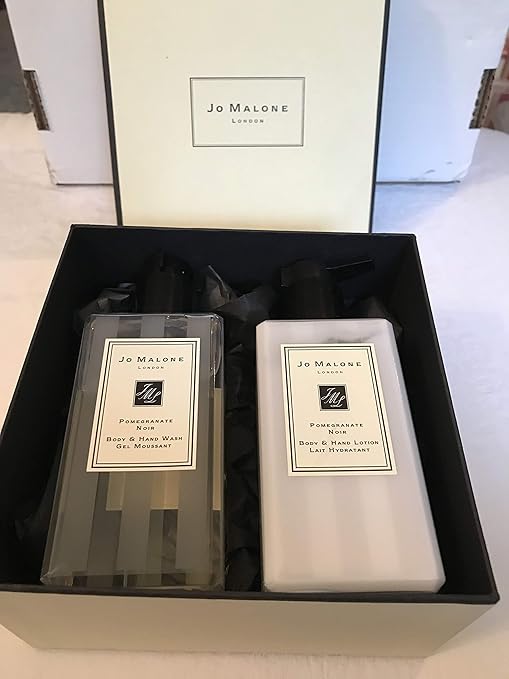 JO MALONE
LONDON
JO MALONE
LONDON
POMEGRANATE
NOIR
BODY & HAND WASH
GEL MOUSSANT
JO MALONE
LONDON
POMEGRANATE
NOIR
BODY & HAND LOTION
LAIT HYDRATANT